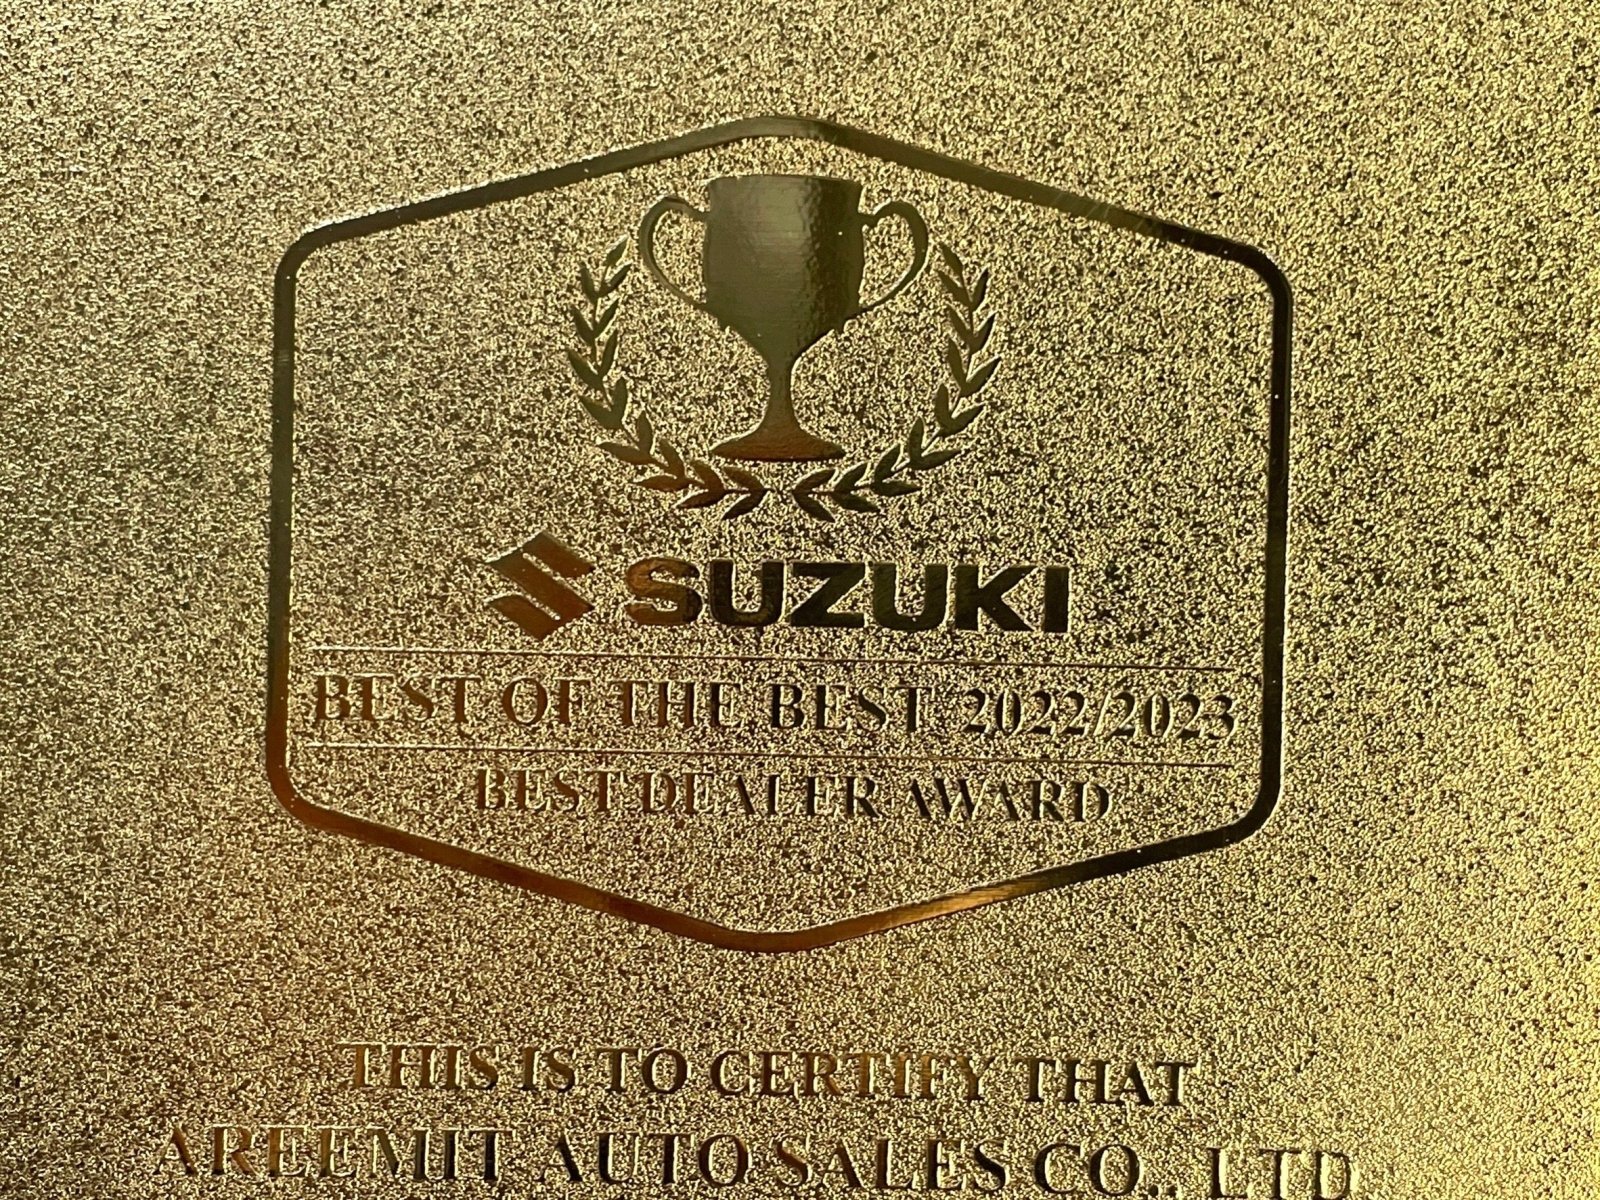 SUZUKI
BEST OF THE BEST 2022/2023
BEST DEALER AWARD
THIS IS TO CERTIFY THAT
AREEMIT AUTO SALES CO., LTD